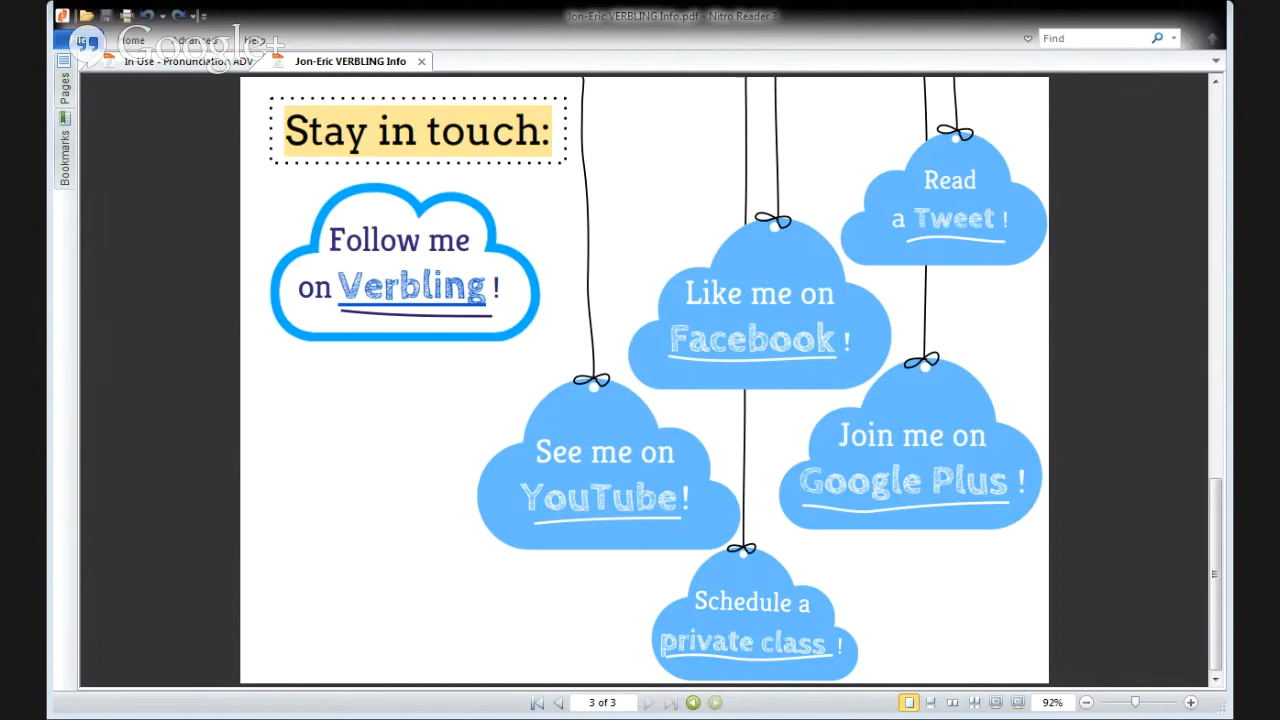 Jon-Eric VERBLING Info.pdf - Nitro Reader 3
Google+
Home Advanced Help
Find
In Use - Pronunciation ADV
Jon-Eric VERBLING Info
Pages
Bookmarks
Stay in touch:
Follow me
on Verbling !
Read
a Tweet !
Like me on
Facebook !
See me on
YouTube !
Join me on
Google Plus !
Schedule a
private class !
3 of 3
92%